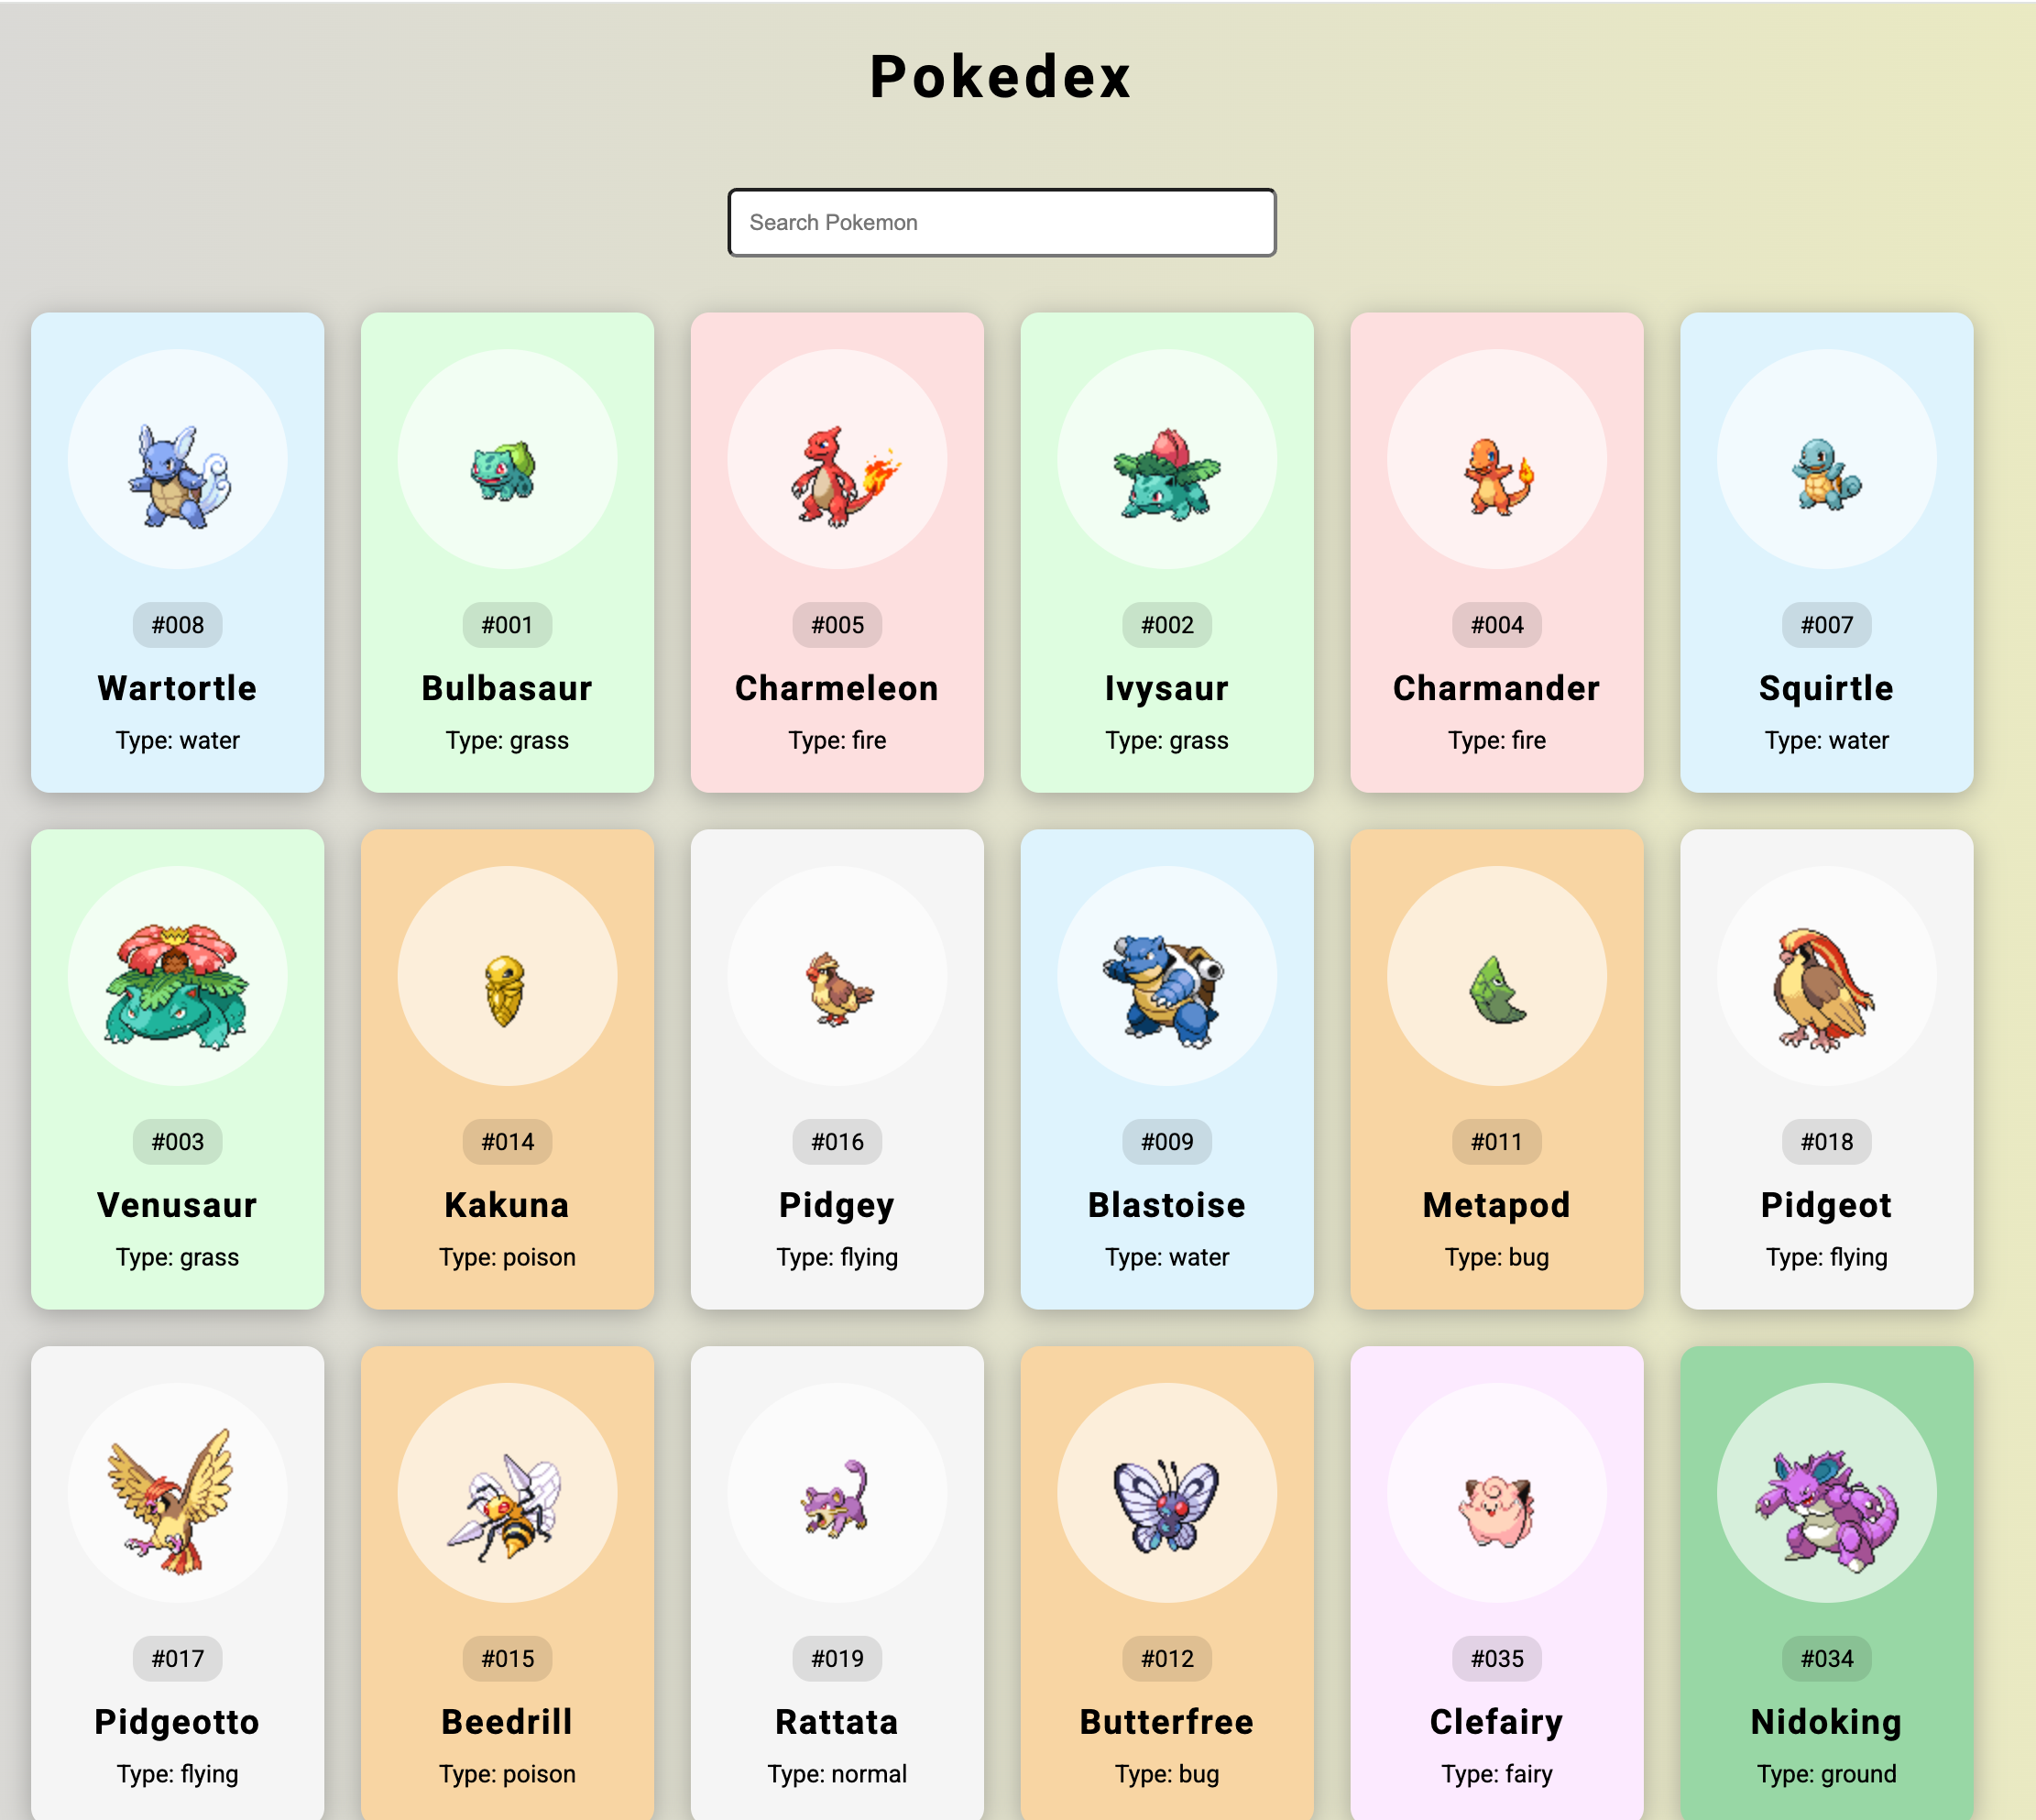 Pokedex
Search Pokemon
#008
Wartortle
Type: water
#001
Bulbasaur
Type: grass
#005
Charmeleon
Type: fire
#002
Ivysaur
Type: grass
#004
Charmander
Type: fire
#007
Squirtle
Type: water
#003
Venusaur
Type: grass
#014
Kakuna
Type: poison
#016
Pidgey
Type: flying
#009
Blastoise
Type: water
#011
Metapod
Type: bug
#018
Pidgeot
Type: flying
#017
Pidgeotto
Type: flying
#015
Beedrill
Type: poison
#019
Rattata
Type: normal
#012
Butterfree
Type: bug
#035
Clefairy
Type: fairy
#034
Nidoking
Type: ground